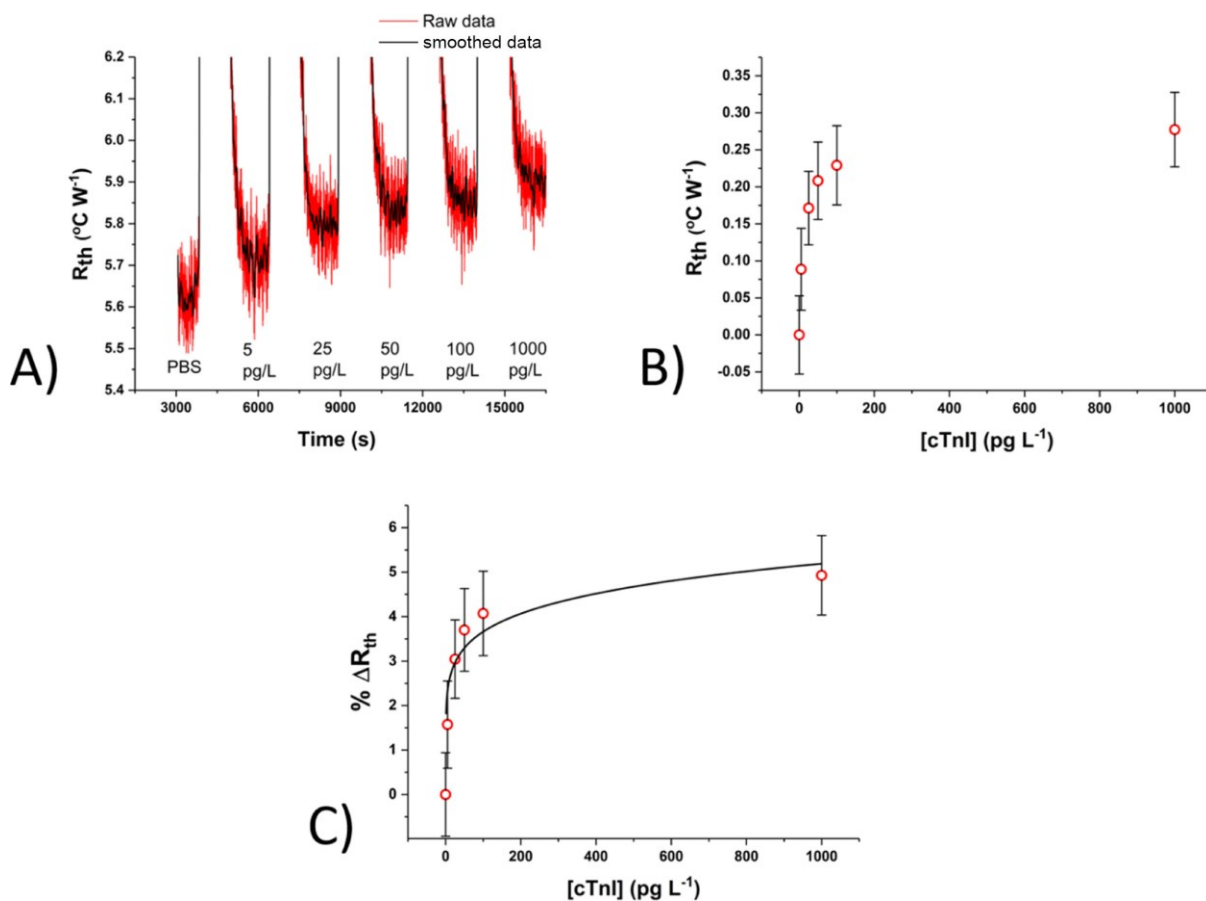 Raw data
smoothed data
6.2
6.1
6.0
5.9
5.8
5.7
5.6
5.5
5.4
Rth (ºC W-1)
PBS
5
pg/L
25
pg/L
50
pg/L
100
pg/L
1000
pg/L
3000 6000 9000 12000 15000
Time (s)
A)
0.35
0.30
0.25
0.20
0.15
0.10
0.05
0.00
-0.05
Rth (ºC W-1)
0 200 400 600 800 1000
[cTnI] (pg L-1)
B)
6
5
4
3
2
1
0
% ΔRth
0 200 400 600 800 1000
[cTnI] (pg L-1)
C)